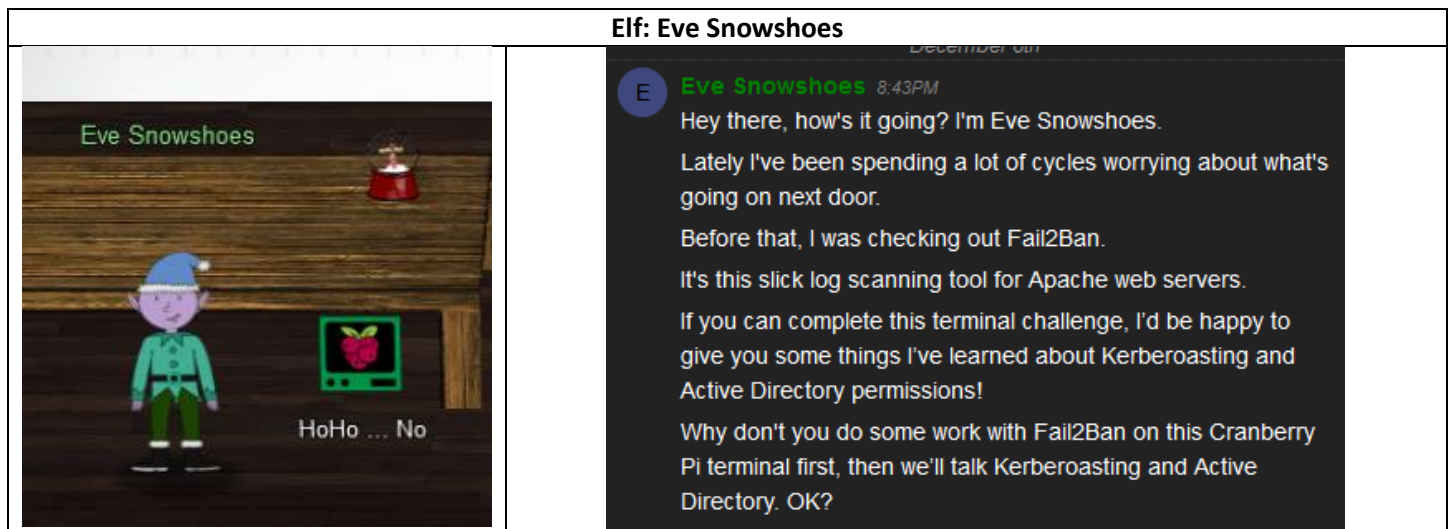 Elf: Eve Snowshoes
Eve Snowshoes
HoHo ... No
E
Eve Snowshoes 8:43PM
Hey there, how's it going? I'm Eve Snowshoes.
Lately I've been spending a lot of cycles worrying about what's
going on next door.
Before that, I was checking out Fail2Ban.
It's this slick log scanning tool for Apache web servers.
If you can complete this terminal challenge, I’d be happy to
give you some things I’ve learned about Kerberoasting and
Active Directory permissions!
Why don't you do some work with Fail2Ban on this Cranberry
Pi terminal first, then we’ll talk Kerberoasting and Active
Directory. OK?